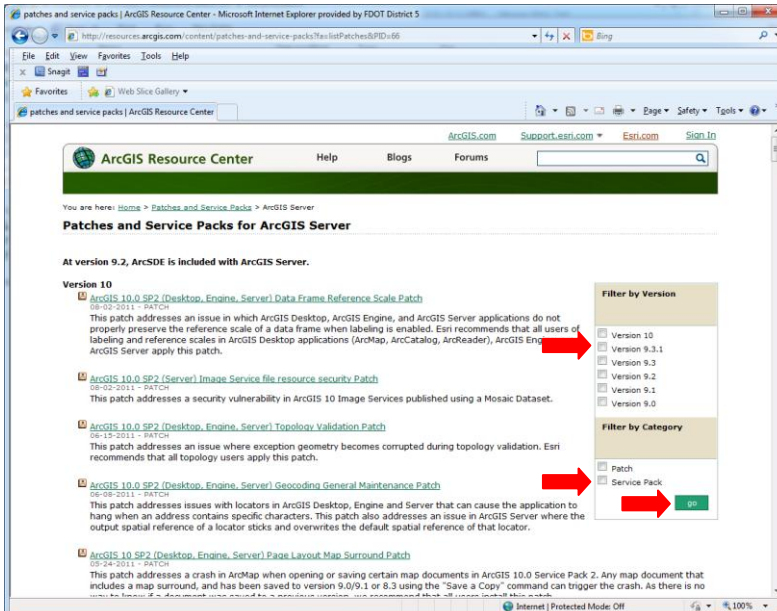 patches and service packs | ArcGIS Resource Center - Microsoft Internet Explorer provided by FDOT District 5
http://resources.arcgis.com/content/patches-and-service-packs?fa=listPatches&PID=66
Bing
File Edit View Favorites Tools Help
x Snagit
Favorites Web Slice Gallery
patches and service packs | ArcGIS Resource Center
Page Safety Tools
ArcGIS.com Support.esri.com Esri.com Sign In
ArcGIS Resource Center Help Blogs Forums
You are here: Home > Patches and Service Packs > ArcGIS Server
Patches and Service Packs for ArcGIS Server
At version 9.2, ArcSDE is included with ArcGIS Server.
Version 10
ArcGIS 10.0 SP2 (Desktop, Engine, Server) Data Frame Reference Scale Patch
08-02-2011 - PATCH
This patch addresses an issue in which ArcGIS Desktop, ArcGIS Engine, and ArcGIS Server applications do not
properly preserve the reference scale of a data frame when labeling is enabled. Esri recommends that all users of
labeling and reference scales in ArcGIS Desktop applications (ArcMap, ArcCatalog, ArcReader), ArcGIS Eng
ArcGIS Server apply this patch.
ArcGIS 10.0 SP2 (Server) Image Service file resource security Patch
08-02-2011 - PATCH
This patch addresses a security vulnerability in ArcGIS 10 Image Services published using a Mosaic Dataset.
ArcGIS 10.0 SP2 (Desktop, Engine, Server) Topology Validation Patch
06-15-2011 - PATCH
This patch addresses an issue where exception geometry becomes corrupted during topology validation. Esri
recommends that all topology users apply this patch.
ArcGIS 10.0 SP2 (Desktop, Engine, Server) Geocoding General Maintenance Patch
06-08-2011 - PATCH
This patch addresses issues with locators in ArcGIS Desktop, Engine and Server that can cause the application to
hang when an address contains specific characters. This patch also addresses an issue in ArcGIS Server where the
output spatial reference of a locator sticks and overwrites the default spatial reference of that locator.
ArcGIS 10 SP2 (Desktop, Engine, Server) Page Layout Map Surround Patch
05-24-2011 - PATCH
This patch addresses a crash in ArcMap when opening or saving certain map documents in ArcGIS 10.0 Service Pack 2. Any map document that
includes a map surround, and has been saved to version 9.0/9.1 or 8.3 using the "Save a Copy" command can trigger the crash. As there is no
way to know if a document was saved to a previous version, we recommend that all users install this patch.
Filter by Version
Version 10
Version 9.3.1
Version 9.3
Version 9.2
Version 9.1
Version 9.0
Filter by Category
Patch
Service Pack
go
Internet | Protected Mode: Off 100%